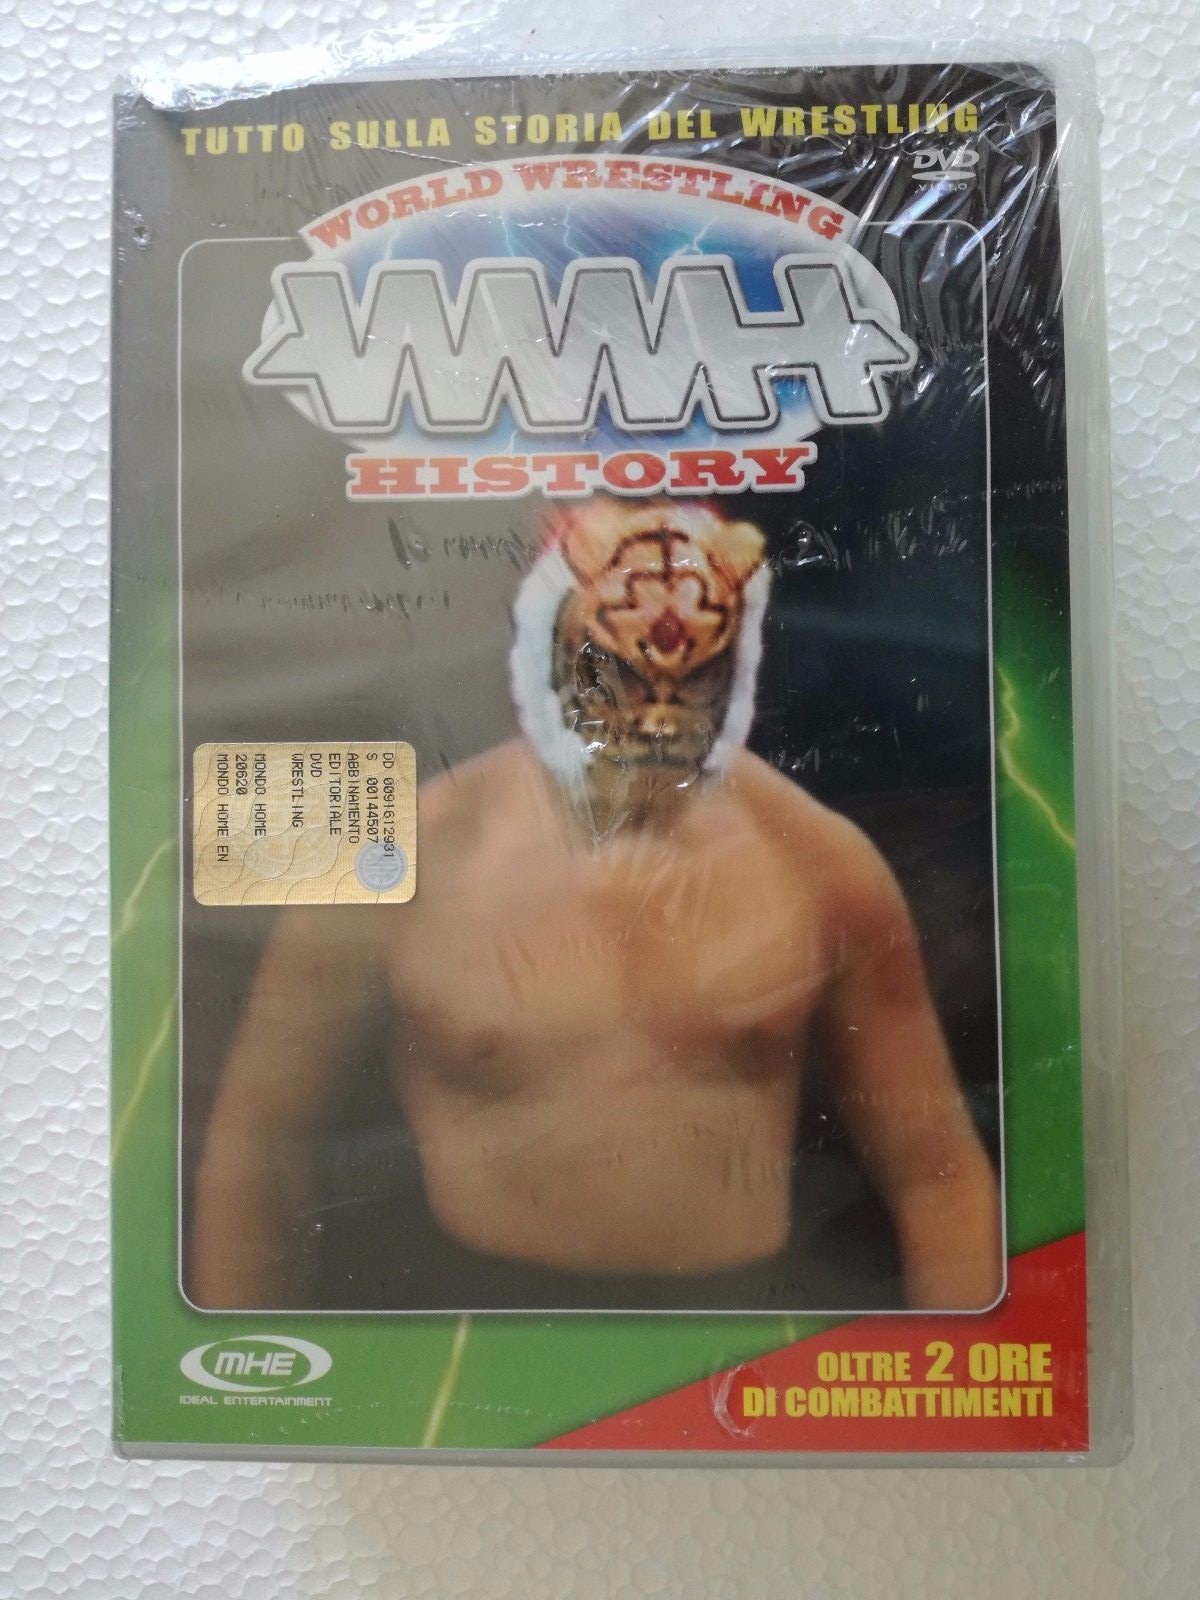 TUTTO SULLA STORIA DEL WRESTLING
DVD
VIDEO
WORLD WRESTLING
WWH
HISTORY
DD 0091612931
S 00144507
ABBINAMENTO
EDITORIALE
DVD
WRESTLING
MONDO HOME
20620
MONDO HOME EN
MHE
IDEAL ENTERTAINMENT
OLTRE 2 ORE
DI COMBATTIMENTI